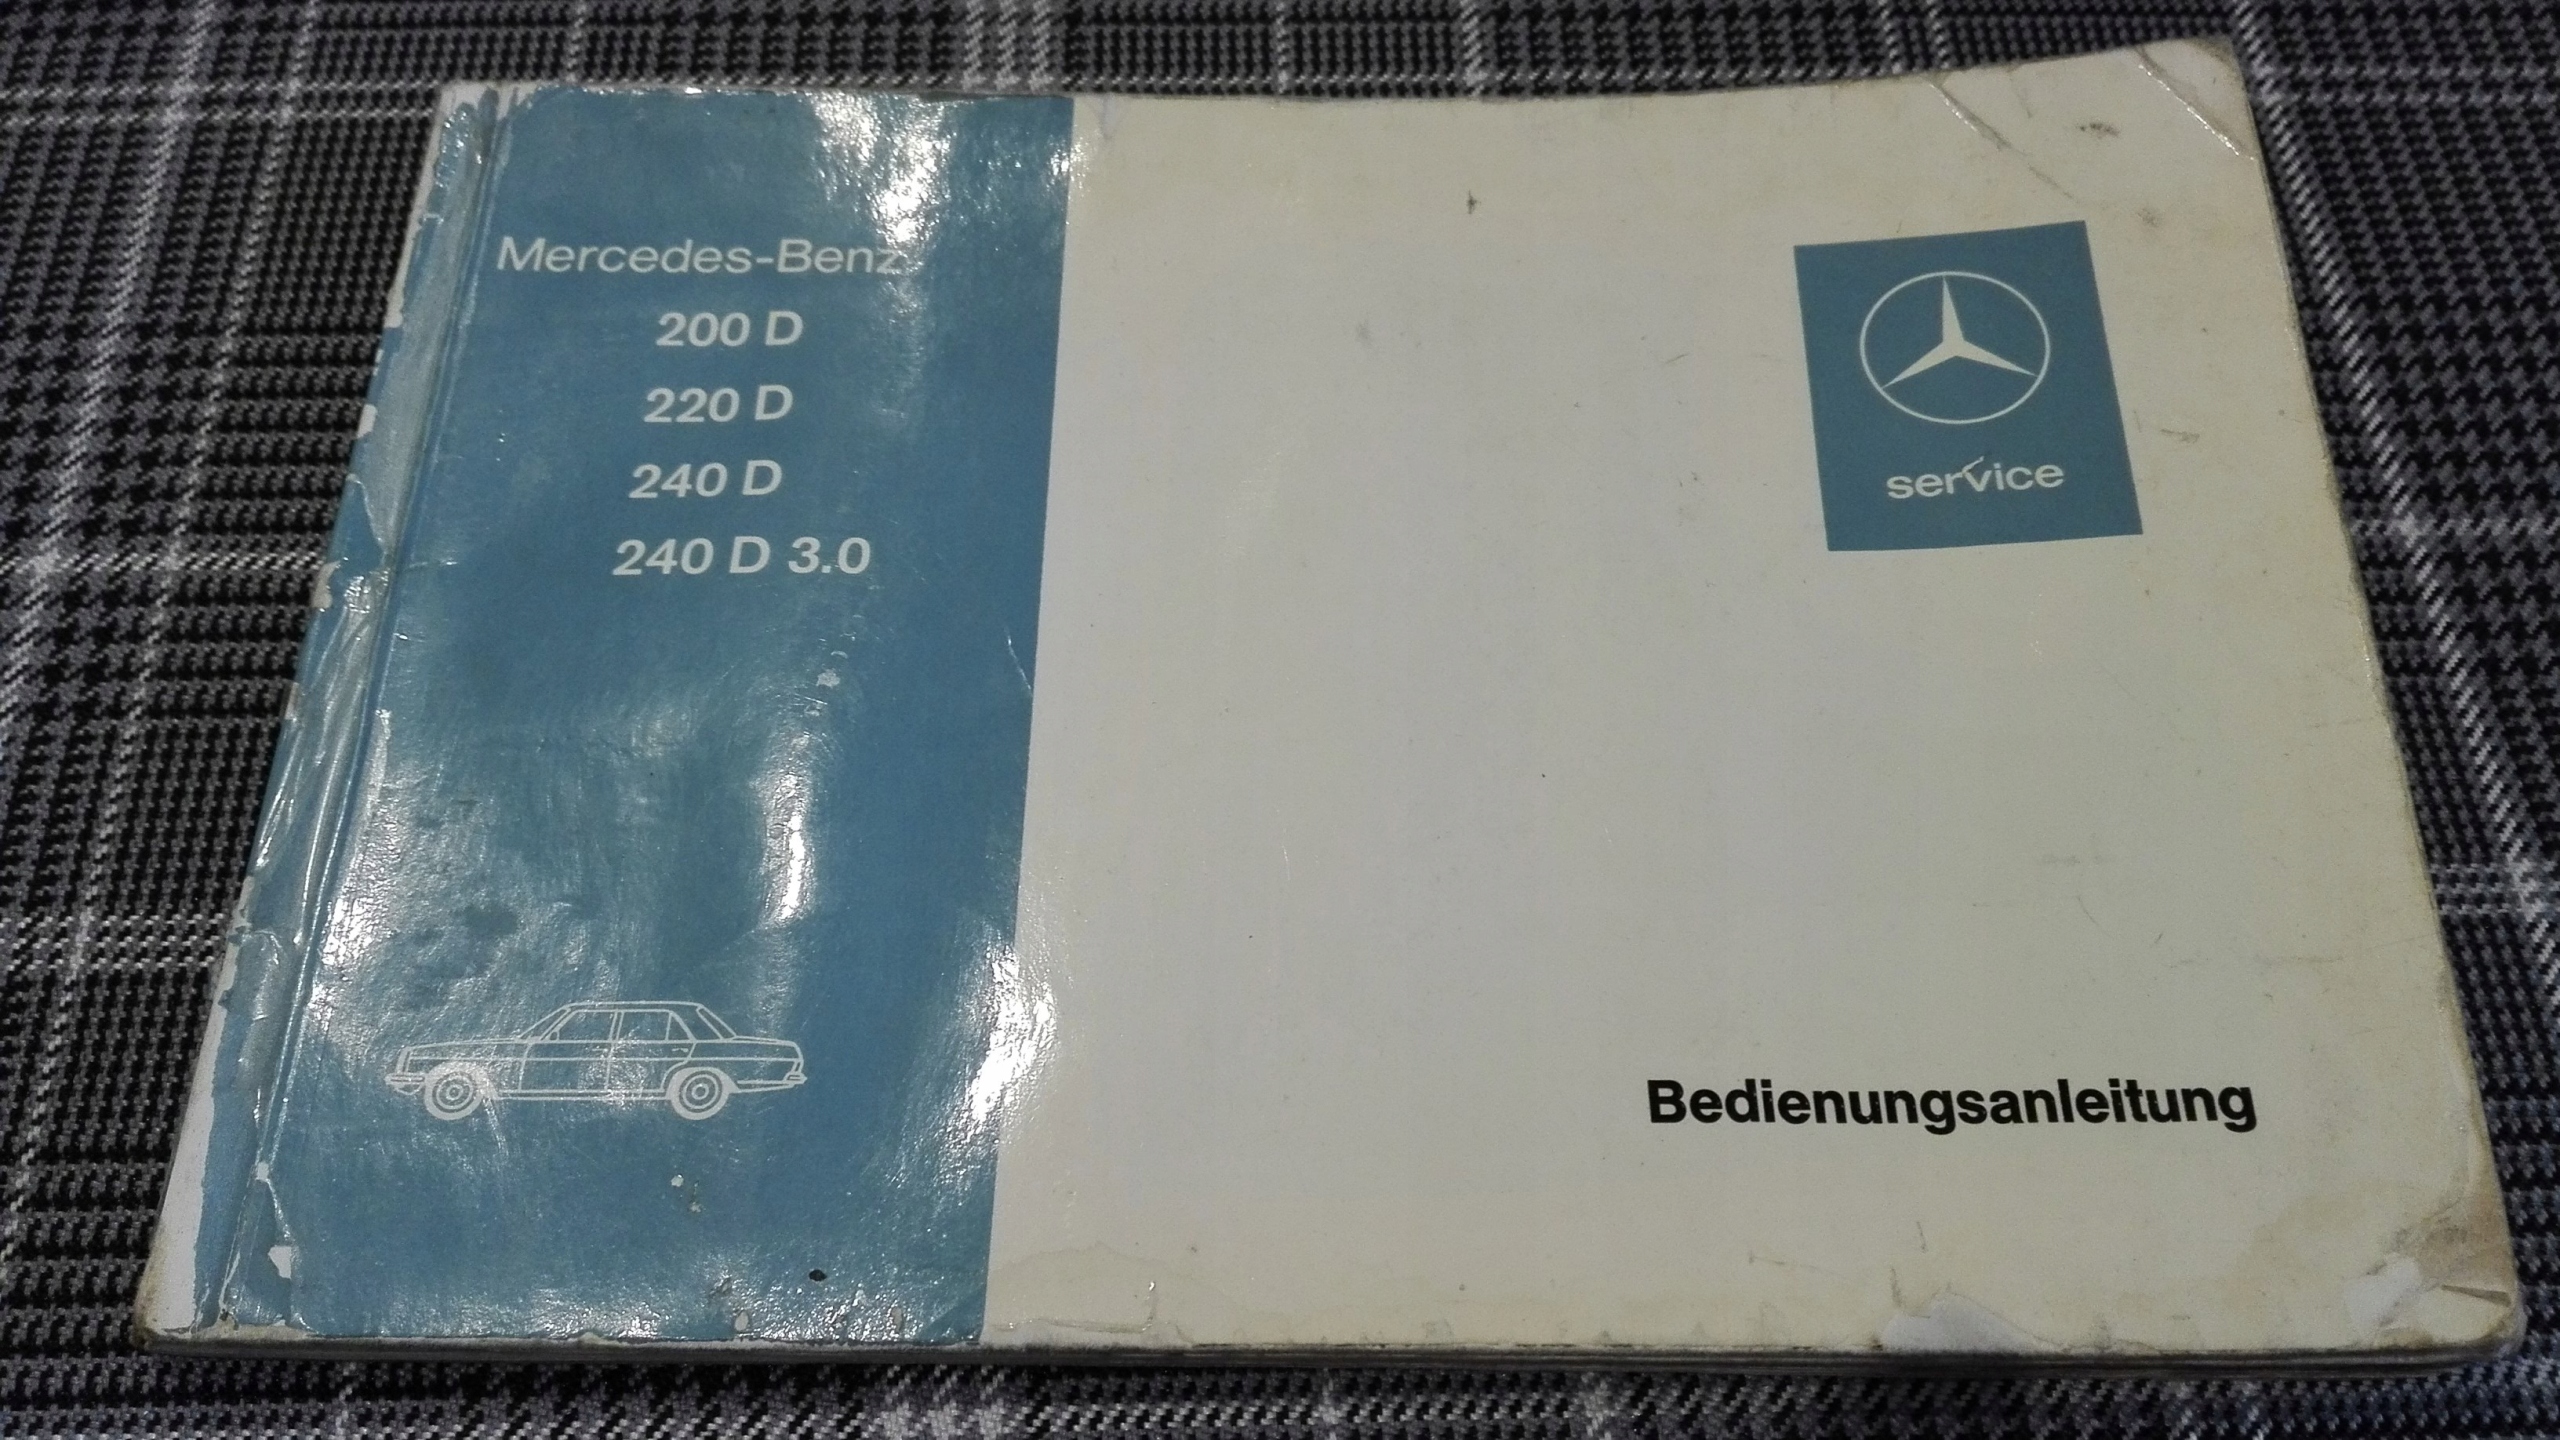 Mercedes-Benz
200 D
220 D
240 D
240 D 3.0
service
Bedienungsanleitung